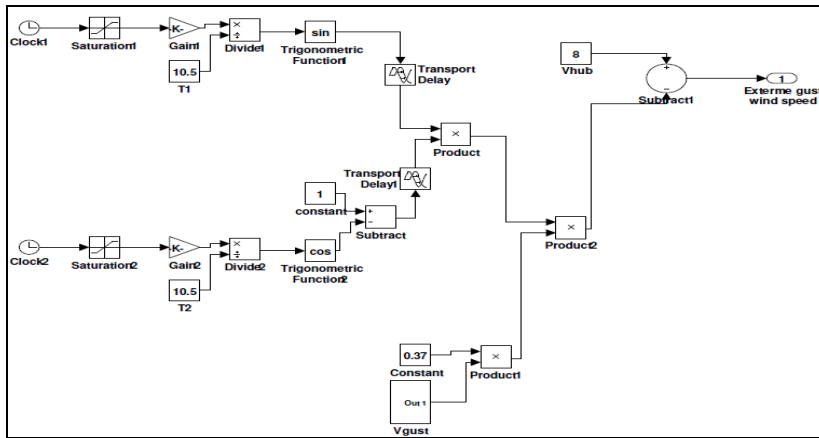 Clock1
Saturation1
-K-
Gain1
×
÷
Divide1
10.5
T1
sin
Trigonometric
Function1
Transport
Delay
8
Vhub
+
−
Subtract1
1
Exterme gust
wind speed
×
Product
Transport
Delay1
1
constant
+
−
Subtract
×
Product2
Clock2
Saturation2
-K-
Gain2
×
÷
Divide2
10.5
T2
cos
Trigonometric
Function2
0.37
Constant
×
Product1
Out 1
Vgust